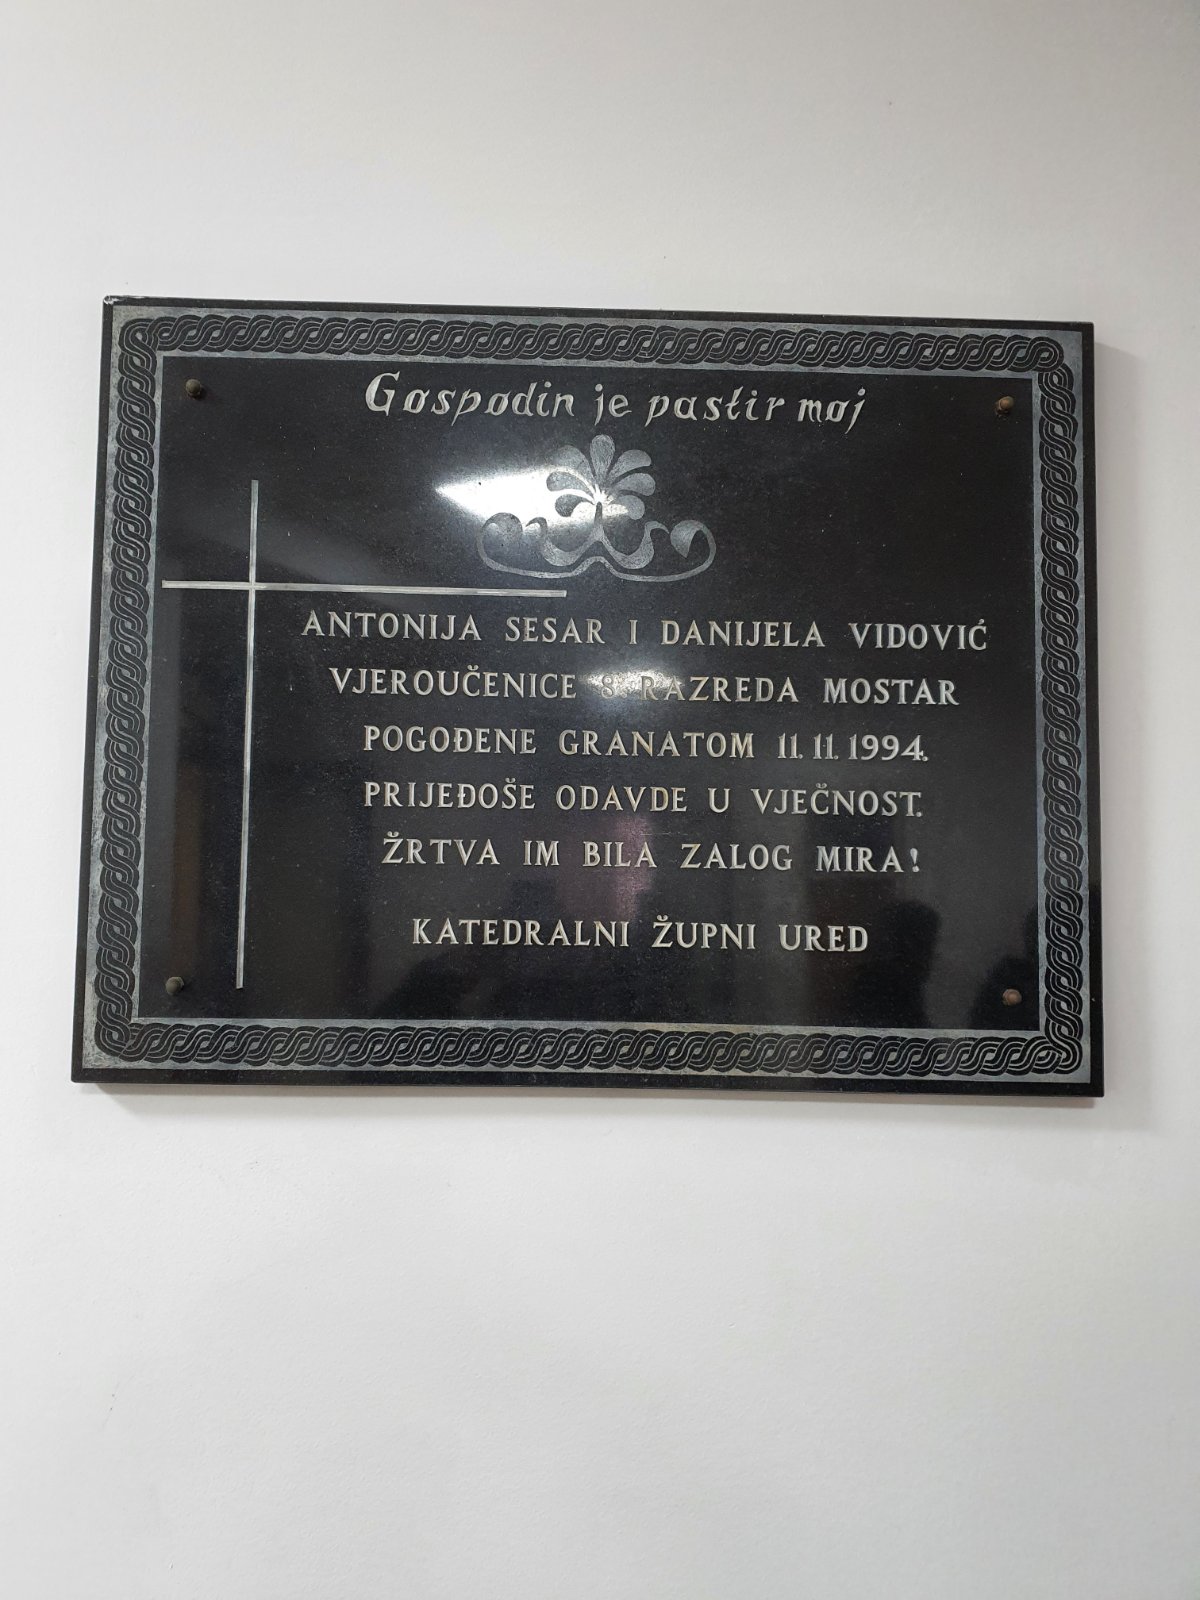 Gospodin je pastir moj
ANTONIJA SESAR I DANIJELA VIDOVIĆ
VJEROUČENICE 8 RAZREDA MOSTAR
POGOĐENE GRANATOM 11.11.1994.
PRIJEĐOŠE ODAVDE U VJEČNOST.
ŽRTVA IM BILA ZALOG MIRA!
KATEDRALNI ŽUPNI URED